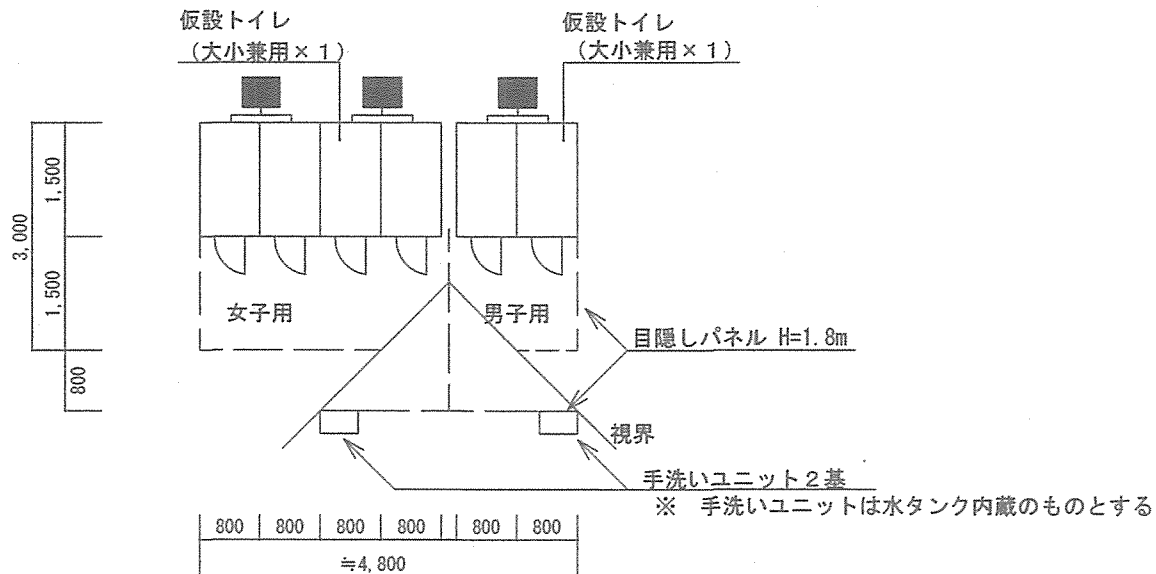 仮設トイレ
（大小兼用×１）
仮設トイレ
（大小兼用×１）
3,000
1,500
1,500
800
女子用
男子用
目隠しパネル H=1.8m
視界
手洗いユニット２基
※　手洗いユニットは水タンク内蔵のものとする
800 800 800 800 800 800
≒4,800